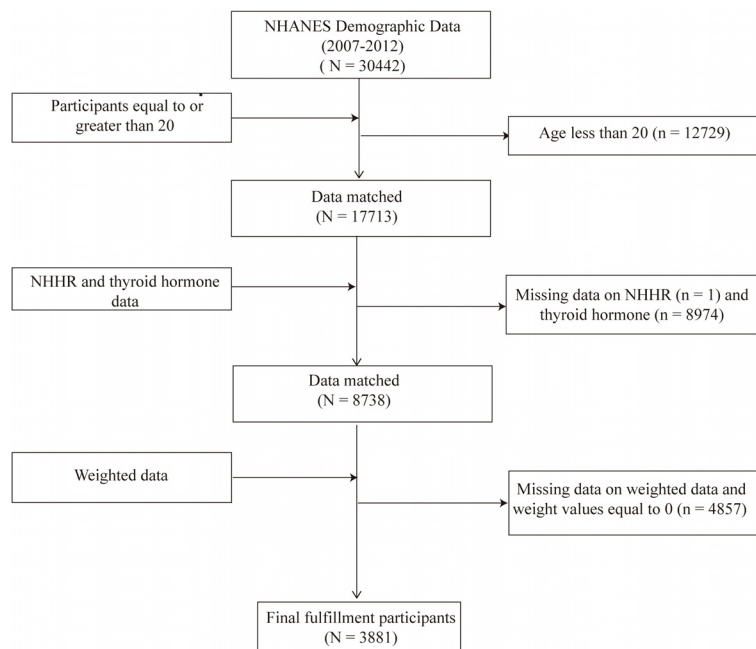 NHANES Demographic Data
(2007-2012)
( N = 30442)
Participants equal to or
greater than 20
Age less than 20 (n = 12729)
Data matched
(N = 17713)
NHHR and thyroid hormone
data
Missing data on NHHR (n = 1) and
thyroid hormone (n = 8974)
Data matched
(N = 8738)
Weighted data
Missing data on weighted data and
weight values equal to 0 (n = 4857)
Final fulfillment participants
(N = 3881)